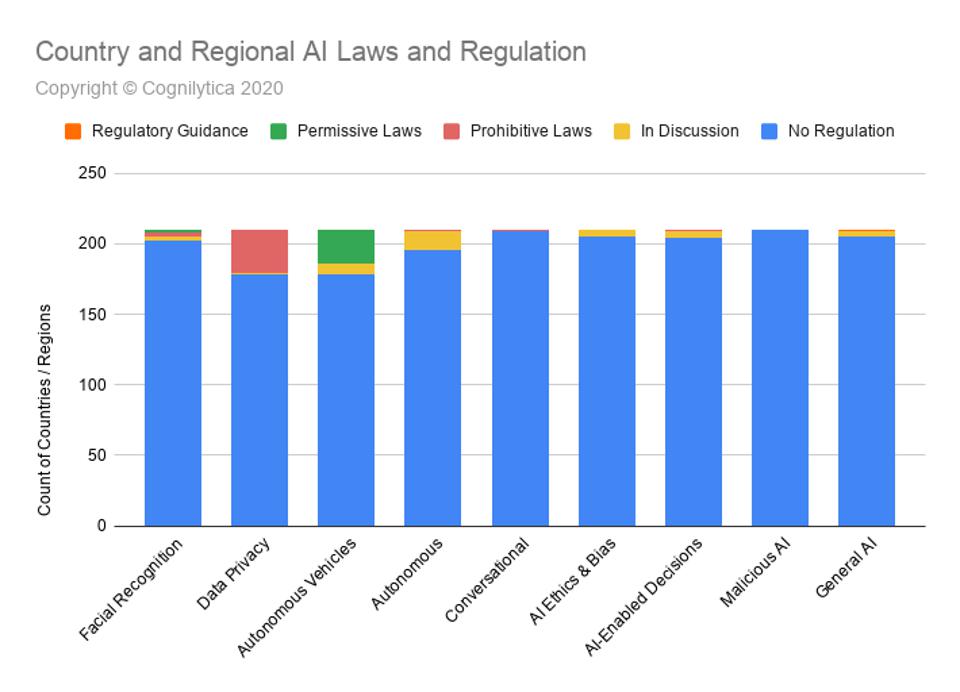 Country and Regional AI Laws and Regulation
Copyright © Cognilytica 2020
Regulatory Guidance Permissive Laws Prohibitive Laws In Discussion No Regulation
250
200
150
100
50
0
Count of Countries / Regions
Facial Recognition
Data Privacy
Autonomous Vehicles
Autonomous
Conversational
AI Ethics & Bias
AI-Enabled Decisions
Malicious AI
General AI